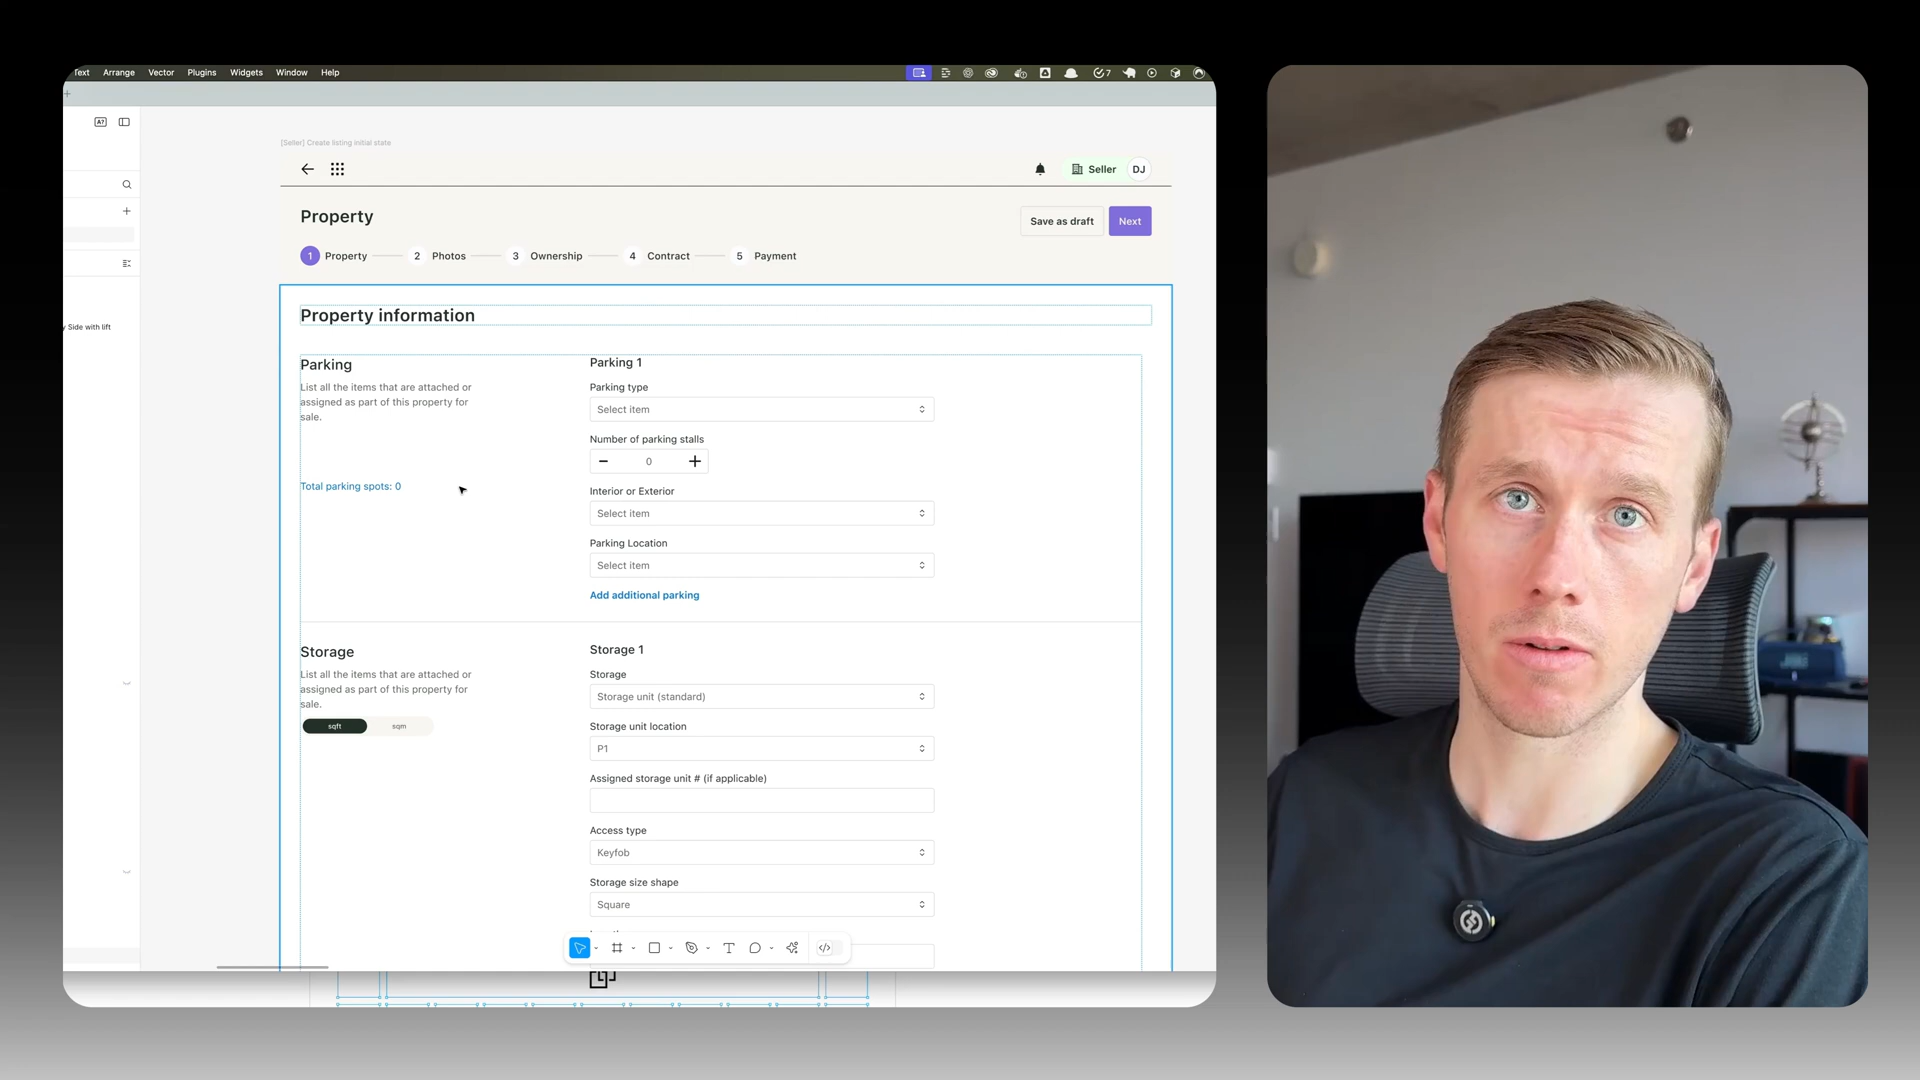 Text Arrange Vector Plugins Widgets Window Help
7
A?
[Seller] Create listing initial state
Seller DJ
Property
Save as draft Next
1 Property 2 Photos 3 Ownership 4 Contract 5 Payment
y Side with lift
Property information
Parking
List all the items that are attached or
assigned as part of this property for
sale.
Total parking spots: 0
Parking 1
Parking type
Select item
Number of parking stalls
0
Interior or Exterior
Select item
Parking Location
Select item
Add additional parking
Storage
List all the items that are attached or
assigned as part of this property for
sale.
sqft sqm
Storage 1
Storage
Storage unit (standard)
Storage unit location
P1
Assigned storage unit # (if applicable)
Access type
Keyfob
Storage size shape
Square